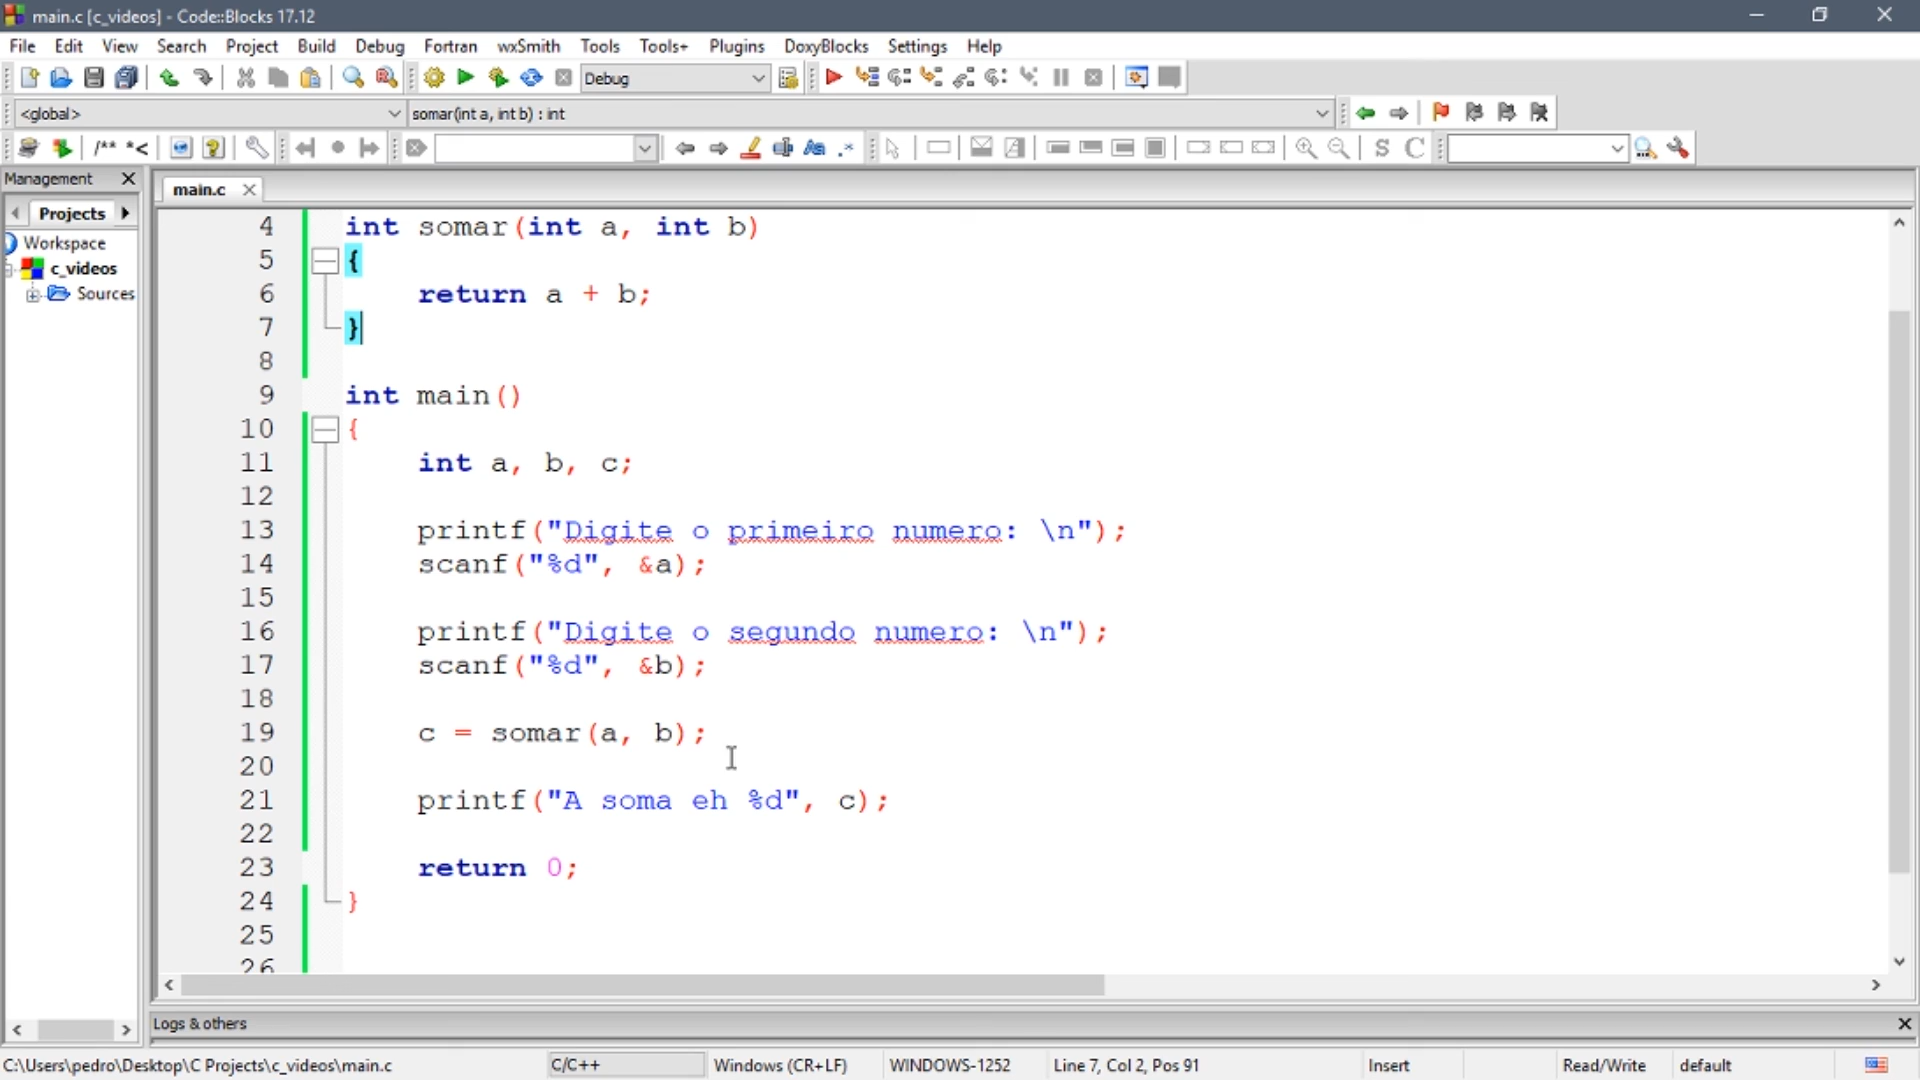 main.c [c_videos] - Code::Blocks 17.12
File Edit View Search Project Build Debug Fortran wxSmith Tools Tools+ Plugins DoxyBlocks Settings Help
Debug
<global> somar(int a, int b) : int
/** *<
Aa .* S C
Management
main.c
Projects
Workspace
c_videos
Sources
4 int somar(int a, int b)
5 {
6 return a + b;
7 }
8
9 int main()
10 {
11 int a, b, c;
12
13 printf("Digite o primeiro numero: \n");
14 scanf("%d", &a);
15
16 printf("Digite o segundo numero: \n");
17 scanf("%d", &b);
18
19 c = somar(a, b);
20
21 printf("A soma eh %d", c);
22
23 return 0;
24 }
25
26
Logs & others
C:\Users\pedro\Desktop\C Projects\c_videos\main.c C/C++ Windows (CR+LF) WINDOWS-1252 Line 7, Col 2, Pos 91 Insert Read/Write default